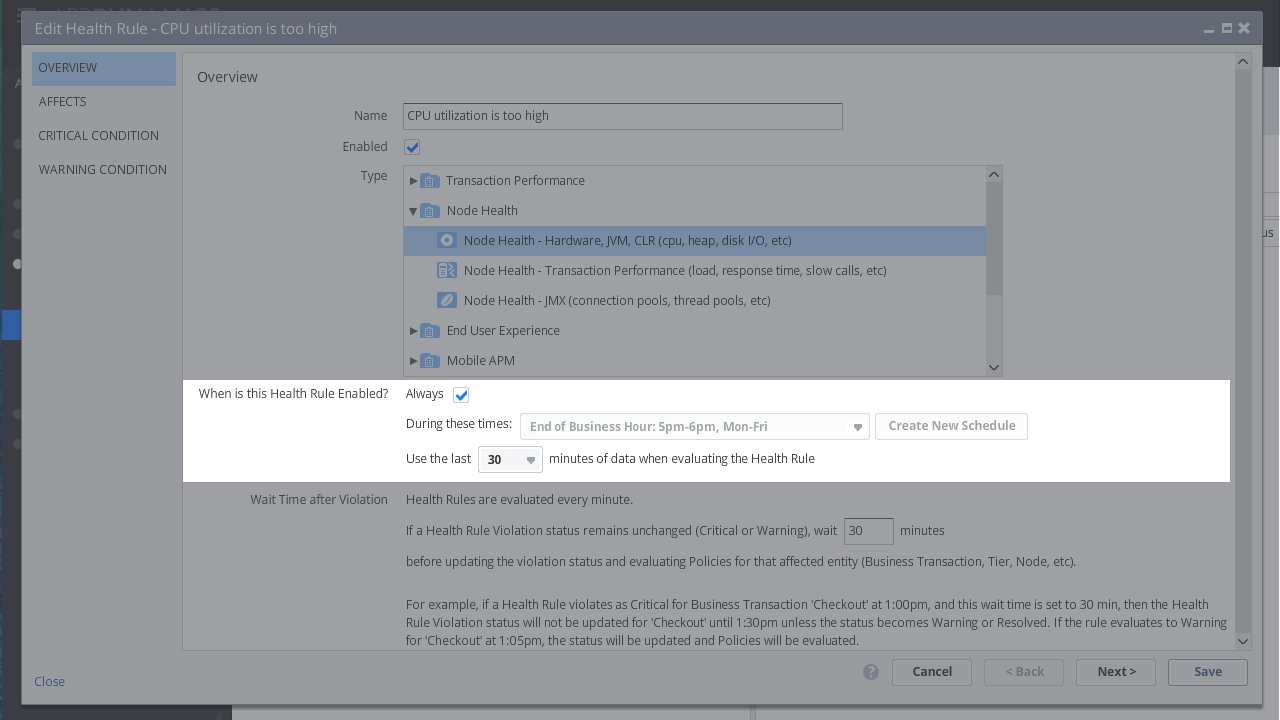 Edit Health Rule - CPU utilization is too high
OVERVIEW
AFFECTS
CRITICAL CONDITION
WARNING CONDITION
Overview
Name CPU utilization is too high
Enabled
Type
Transaction Performance
Node Health
Node Health - Hardware, JVM, CLR (cpu, heap, disk I/O, etc)
Node Health - Transaction Performance (load, response time, slow calls, etc)
Node Health - JMX (connection pools, thread pools, etc)
End User Experience
Mobile APM
When is this Health Rule Enabled? Always
During these times: End of Business Hour: 5pm-6pm, Mon-Fri Create New Schedule
Use the last 30 minutes of data when evaluating the Health Rule
Wait Time after Violation Health Rules are evaluated every minute.
If a Health Rule Violation status remains unchanged (Critical or Warning), wait 30 minutes
before updating the violation status and evaluating Policies for that affected entity (Business Transaction, Tier, Node, etc).
For example, if a Health Rule violates as Critical for Business Transaction 'Checkout' at 1:00pm, and this wait time is set to 30 min, then the Health
Rule Violation status will not be updated for 'Checkout' until 1:30pm unless the status becomes Warning or Resolved. If the rule evaluates to Warning
for 'Checkout' at 1:05pm, the status will be updated and Policies will be evaluated.
Close ? Cancel < Back Next > Save